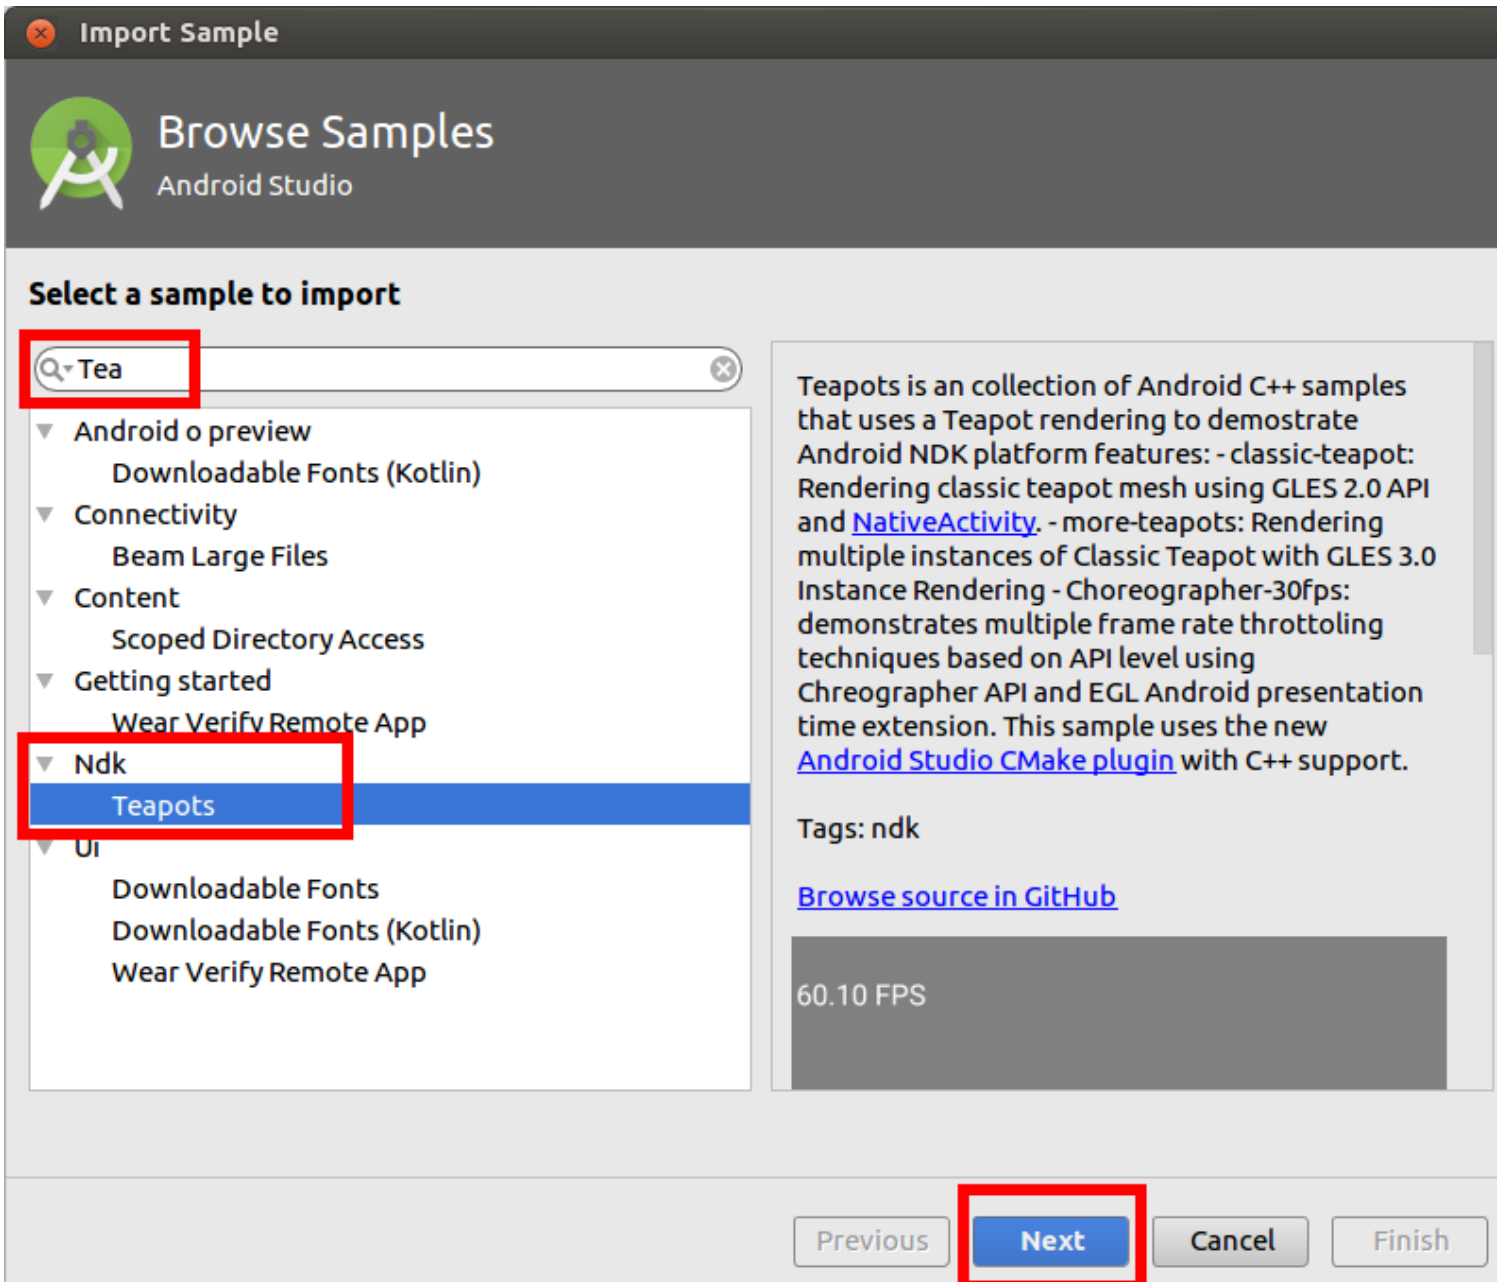 Import Sample
Browse Samples
Android Studio
Select a sample to import
Tea
Android o preview
Downloadable Fonts (Kotlin)
Connectivity
Beam Large Files
Content
Scoped Directory Access
Getting started
Wear Verify Remote App
Ndk
Teapots
Ui
Downloadable Fonts
Downloadable Fonts (Kotlin)
Wear Verify Remote App
Teapots is an collection of Android C++ samples
that uses a Teapot rendering to demostrate
Android NDK platform features: - classic-teapot:
Rendering classic teapot mesh using GLES 2.0 API
and NativeActivity. - more-teapots: Rendering
multiple instances of Classic Teapot with GLES 3.0
Instance Rendering - Choreographer-30fps:
demonstrates multiple frame rate throttoling
techniques based on API level using
Chreographer API and EGL Android presentation
time extension. This sample uses the new
Android Studio CMake plugin with C++ support.
Tags: ndk
Browse source in GitHub
60.10 FPS
Previous
Next
Cancel
Finish